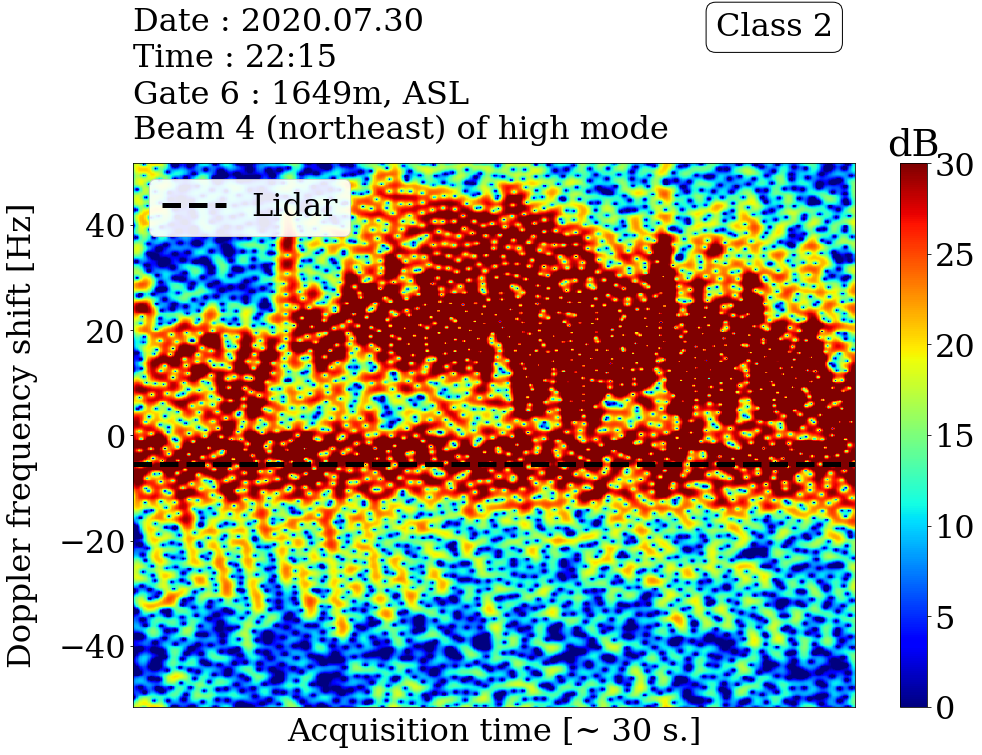 Date : 2020.07.30
Time : 22:15
Gate 6 : 1649m, ASL
Beam 4 (northeast) of high mode
Class 2
dB
Lidar
Doppler frequency shift [Hz]
40
20
0
−20
−40
30
25
20
15
10
5
0
Acquisition time [~ 30 s.]